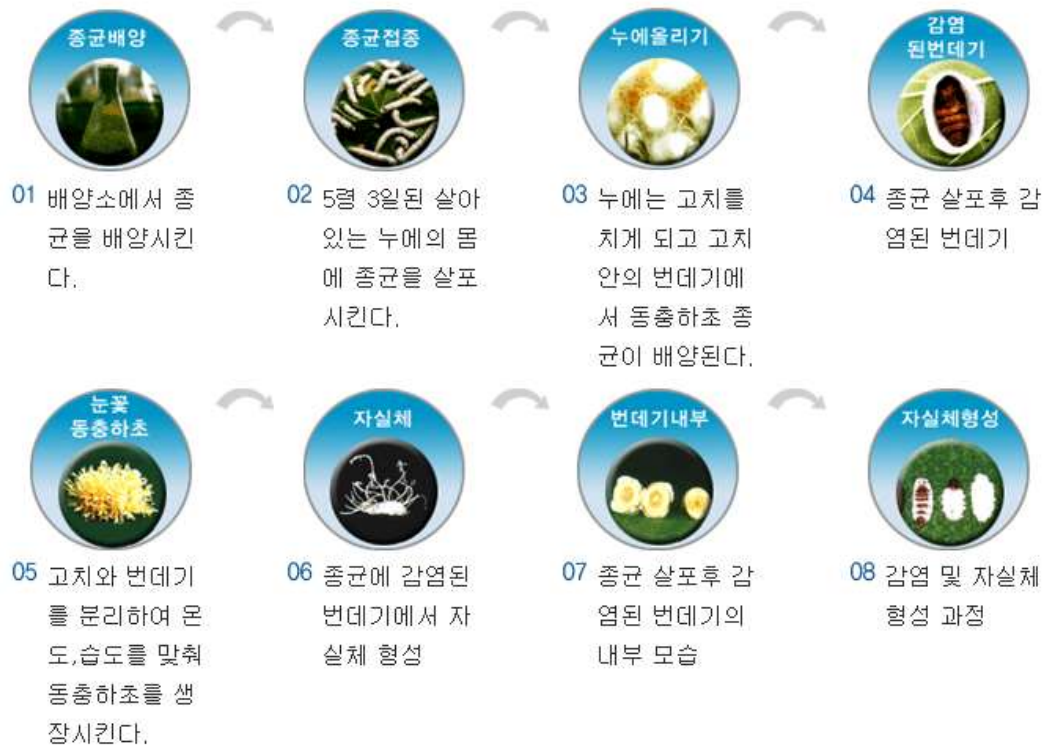 종균배양
종균접종
누에올리기
감염
된번데기
01 배양소에서 종
균을 배양시킨
다.
02 5령 3일된 살아
있는 누에의 몸
에 종균을 살포
시킨다.
03 누에는 고치를
치게 되고 고치
안의 번데기에
서 동충하초 종
균이 배양된다.
04 종균 살포후 감
염된 번데기
눈꽃
동충하초
자실체
번데기내부
자실체형성
05 고치와 번데기
를 분리하여 온
도,습도를 맞춰
동충하초를 생
장시킨다.
06 종균에 감염된
번데기에서 자
실체 형성
07 종균 살포후 감
염된 번데기의
내부 모습
08 감염 및 자실체
형성 과정